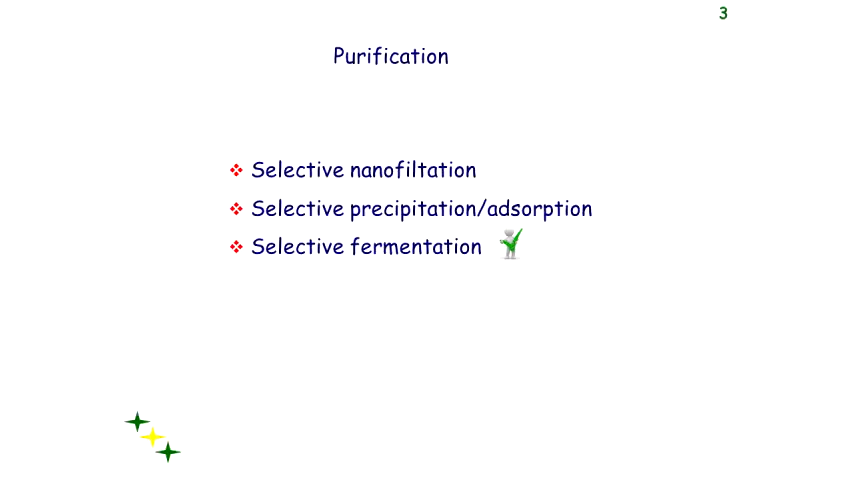 3
Purification
Selective nanofiltation
Selective precipitation/adsorption
Selective fermentation